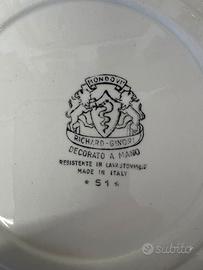 MONDOVI
RICHARD-GINORI
DECORATO A MANO
RESISTENTE IN LAVASTOVIGLIE
MADE IN ITALY
* 51 *
subito